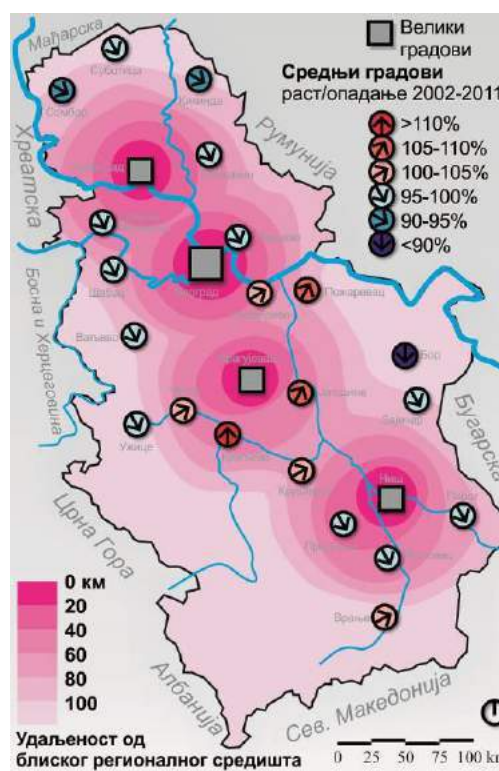 Мађарска
Велики
градови
Суботица
Средњи градови
раст/опадање 2002-2011
Сомбор
Кикинда
Румунија
Хрватска
>110%
105-110%
100-105%
95-100%
90-95%
<90%
Шабац
Београд
Пожаревац
Босна и Херцеговина
Ваљево
Крагујевац
Бор
Зајечар
Бугарска
Ужице
Краљево
Ниш
Црна Гора
Врање
0 км
20
40
60
80
100
Албанија
Сев. Македонија
Удаљеност од
блиског регионалног средишта
0 25 50 75 100 km